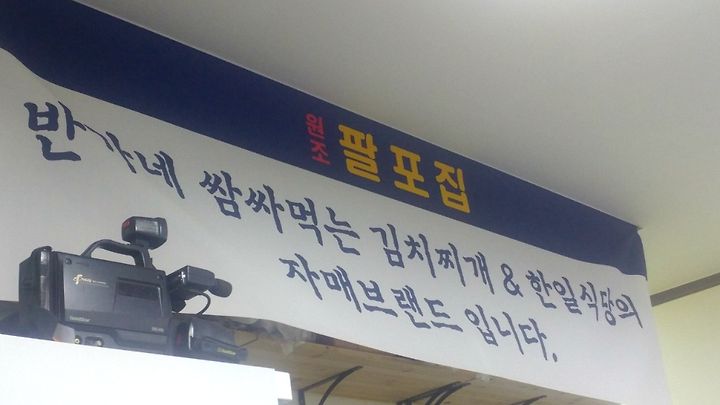 원조
팔포집
반가네 쌈싸먹는 김치찌개 & 한일식당의
자매브랜드 입니다.